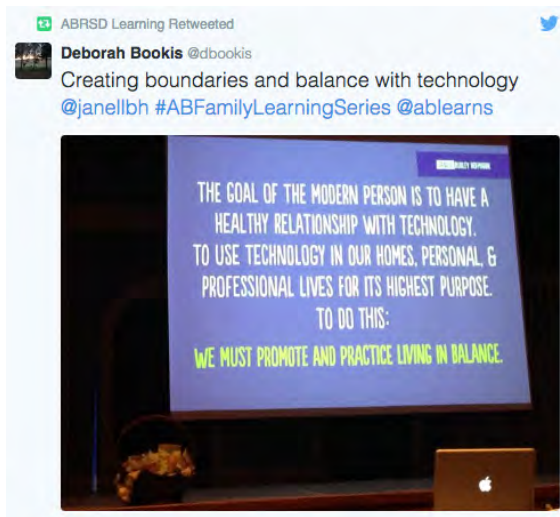 ABRSD Learning Retweeted
Deborah Bookis @dbookis
Creating boundaries and balance with technology
@janellbh #ABFamilyLearningSeries @ablearns
THE GOAL OF THE MODERN PERSON IS TO HAVE A
HEALTHY RELATIONSHIP WITH TECHNOLOGY.
TO USE TECHNOLOGY IN OUR HOMES, PERSONAL, &
PROFESSIONAL LIVES FOR ITS HIGHEST PURPOSE.
TO DO THIS:
WE MUST PROMOTE AND PRACTICE LIVING IN BALANCE.